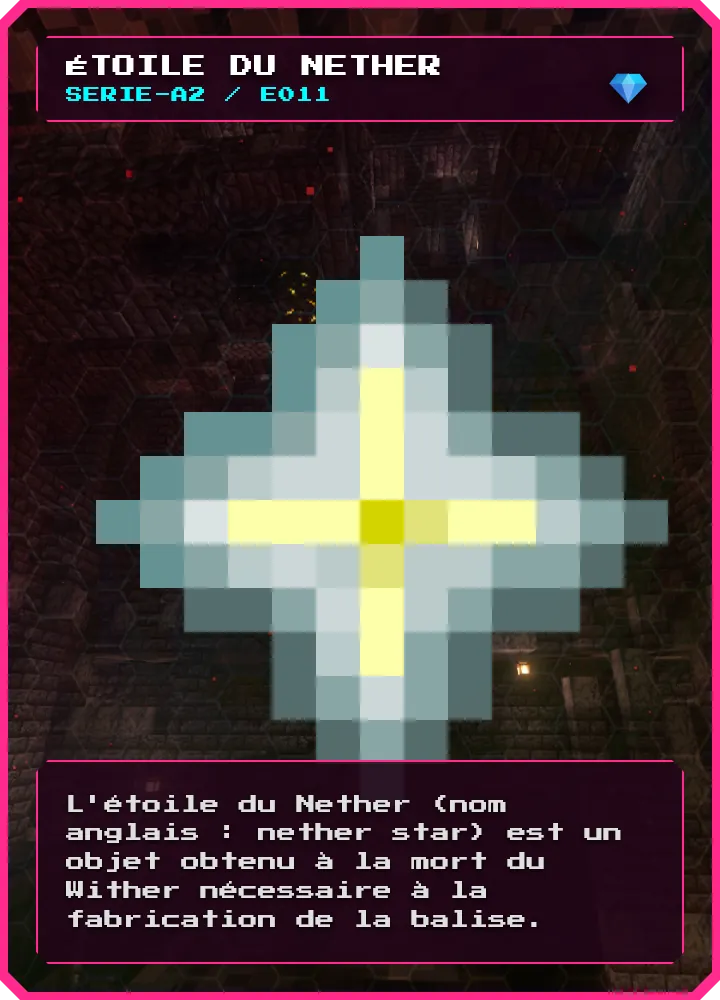 éTOILE DU NETHER
SERIE-A2 / E011
L'étoile du Nether (nom
anglais : nether star) est un
objet obtenu à la mort du
Wither nécessaire à la
fabrication de la balise.